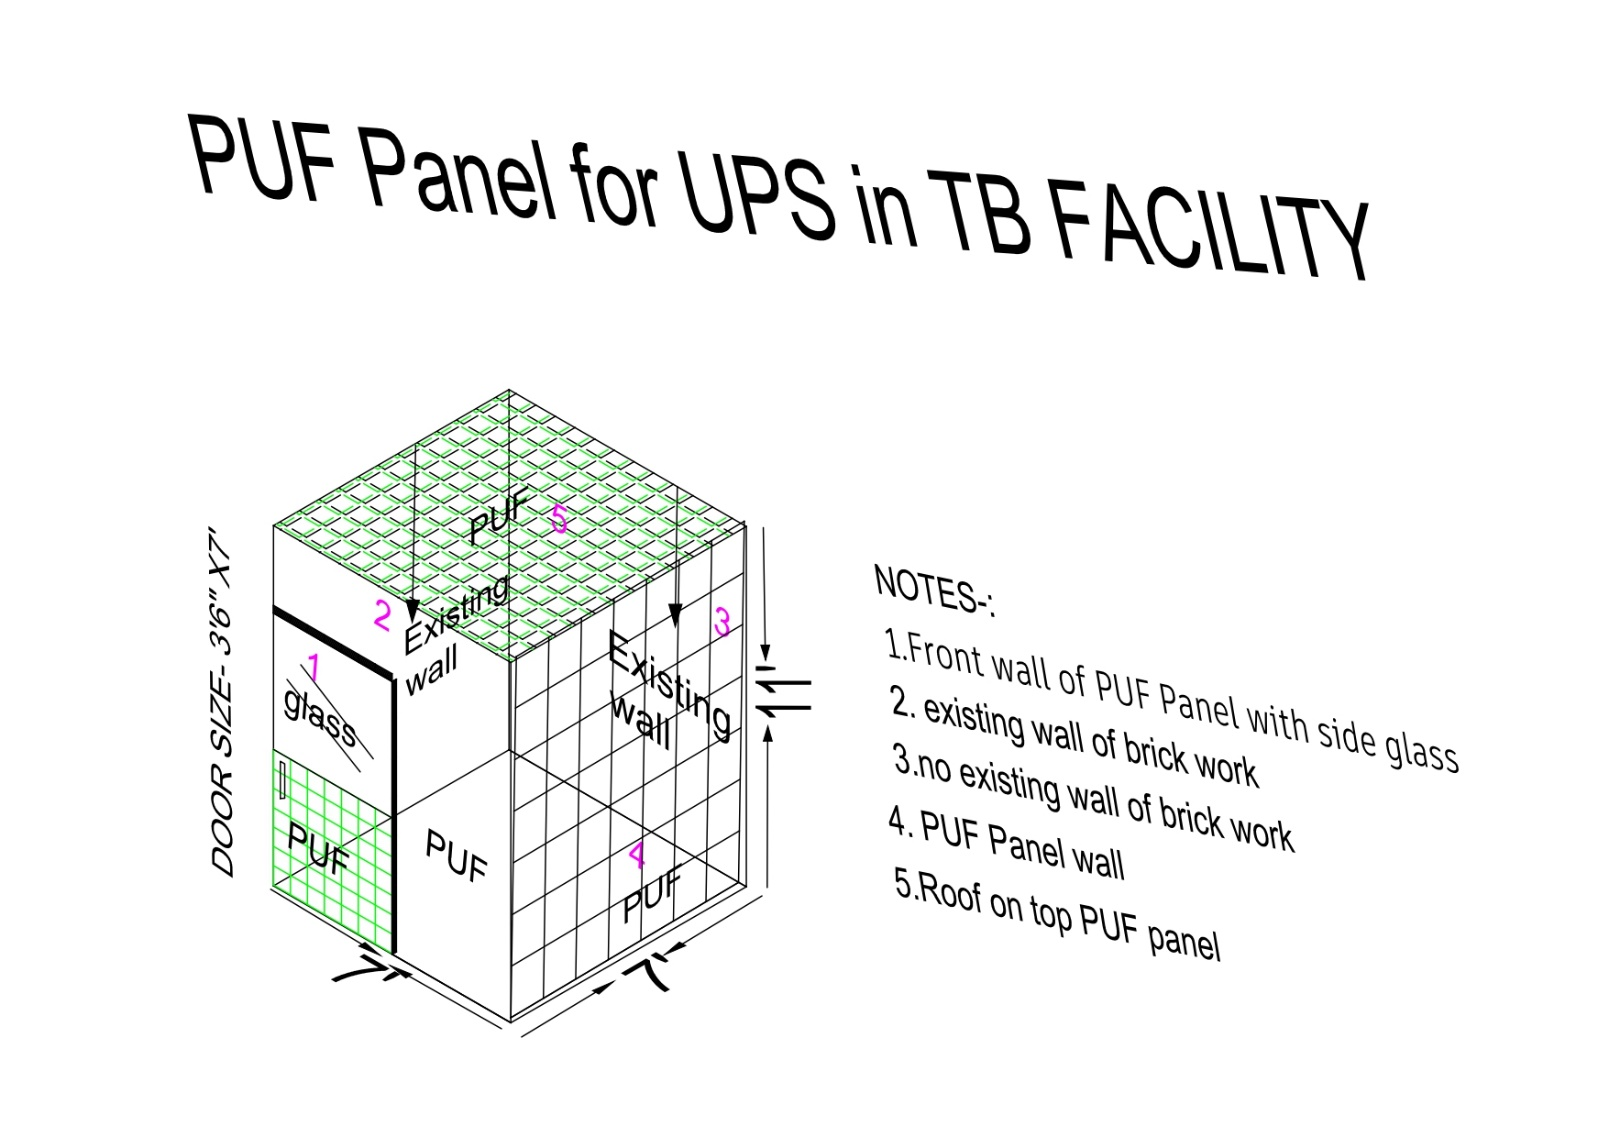 PUF Panel for UPS in TB FACILITY
DOOR SIZE- 3'6" X7'
PUF
5
2
Existing
wall
3
Existing
wall
1
glass
11'
PUF
PUF
4
PUF
7'
7'
NOTES-:
1.Front wall of PUF Panel with side glass
2. existing wall of brick work
3.no existing wall of brick work
4. PUF Panel wall
5.Roof on top PUF panel